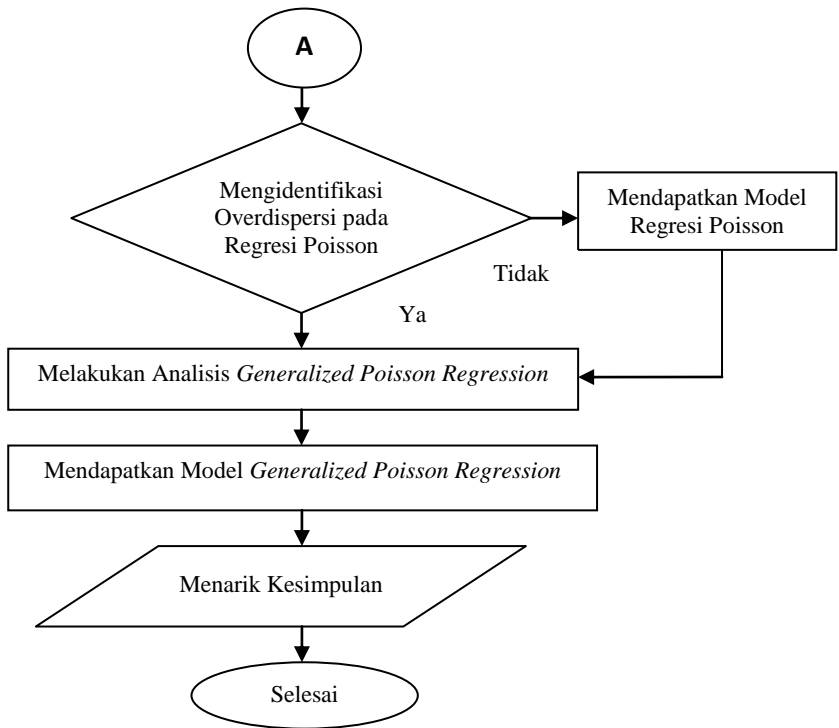 A
Mengidentifikasi
Overdispersi pada
Regresi Poisson
Mendapatkan Model
Regresi Poisson
Tidak
Ya
Melakukan Analisis Generalized Poisson Regression
Mendapatkan Model Generalized Poisson Regression
Menarik Kesimpulan
Selesai